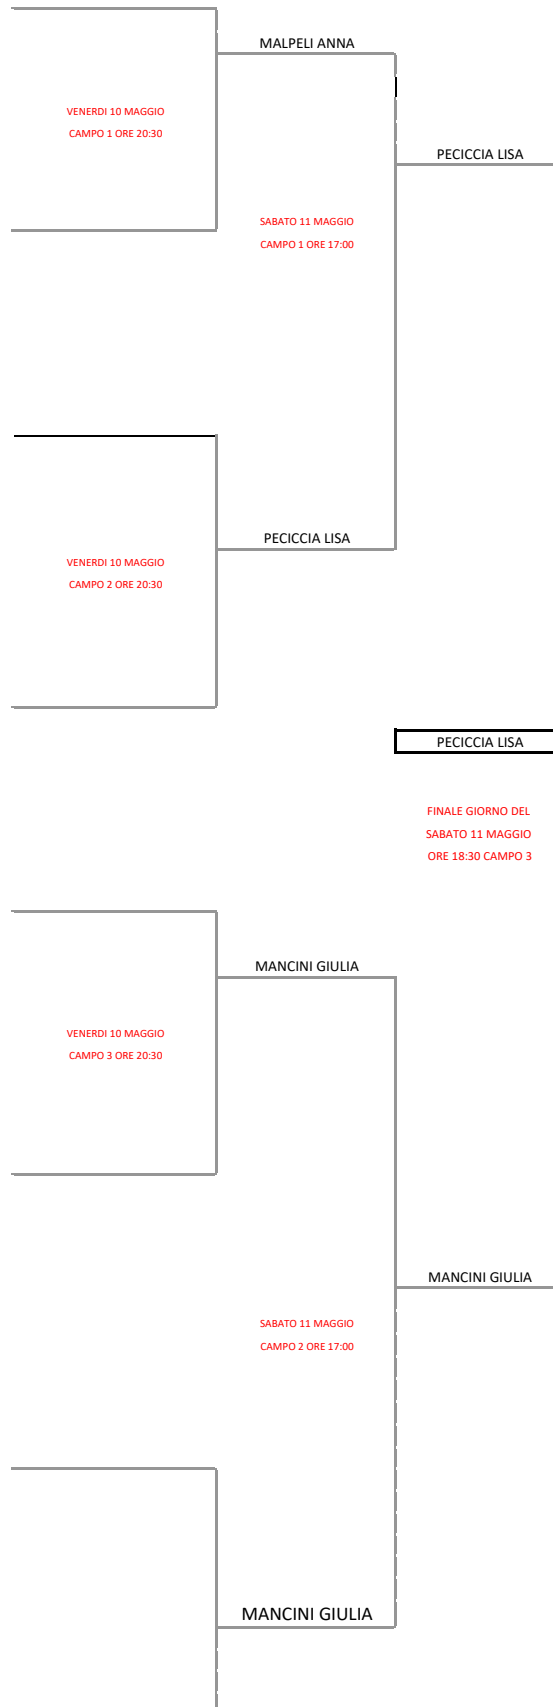 MALPELI ANNA
VENERDI 10 MAGGIO
CAMPO 1 ORE 20:30
PECICCIA LISA
SABATO 11 MAGGIO
CAMPO 1 ORE 17:00
PECICCIA LISA
VENERDI 10 MAGGIO
CAMPO 2 ORE 20:30
PECICCIA LISA
FINALE GIORNO DEL
SABATO 11 MAGGIO
ORE 18:30 CAMPO 3
MANCINI GIULIA
VENERDI 10 MAGGIO
CAMPO 3 ORE 20:30
MANCINI GIULIA
SABATO 11 MAGGIO
CAMPO 2 ORE 17:00
MANCINI GIULIA